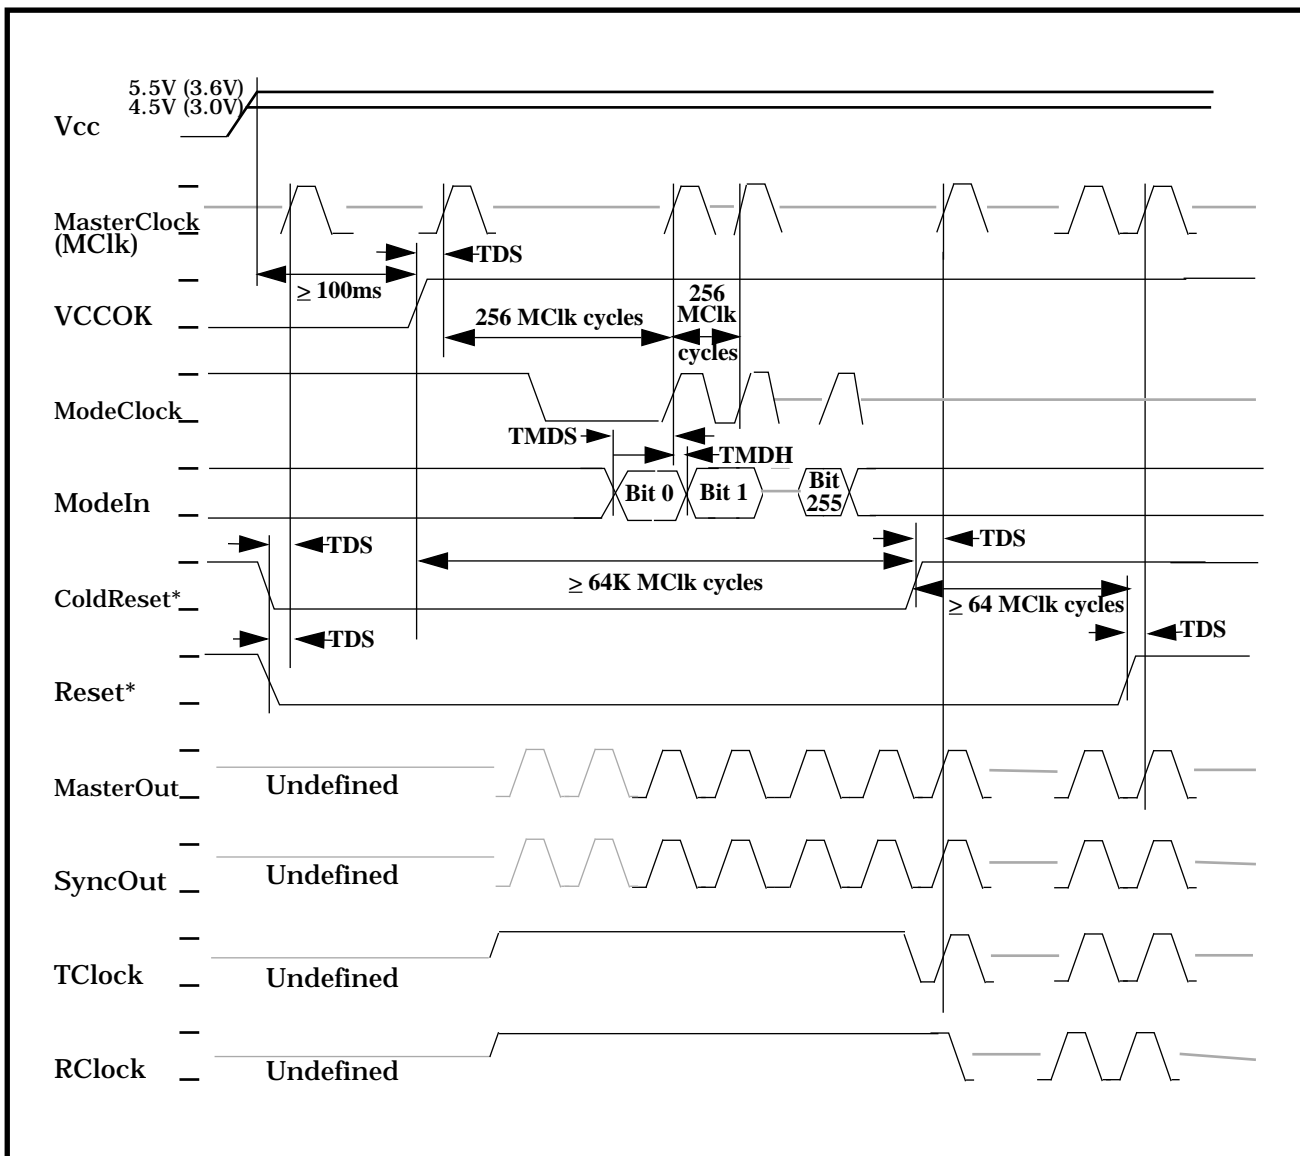 5.5V (3.6V)
4.5V (3.0V)
Vcc
MasterClock
(MClk)
TDS
≥ 100ms
VCCOK
256 MClk cycles
256
MClk
cycles
ModeClock
TMDS
TMDH
ModeIn
Bit 0
Bit 1
Bit
255
TDS
TDS
ColdReset*
≥ 64K MClk cycles
≥ 64 MClk cycles
TDS
TDS
Reset*
MasterOut
Undefined
SyncOut
Undefined
TClock
Undefined
RClock
Undefined